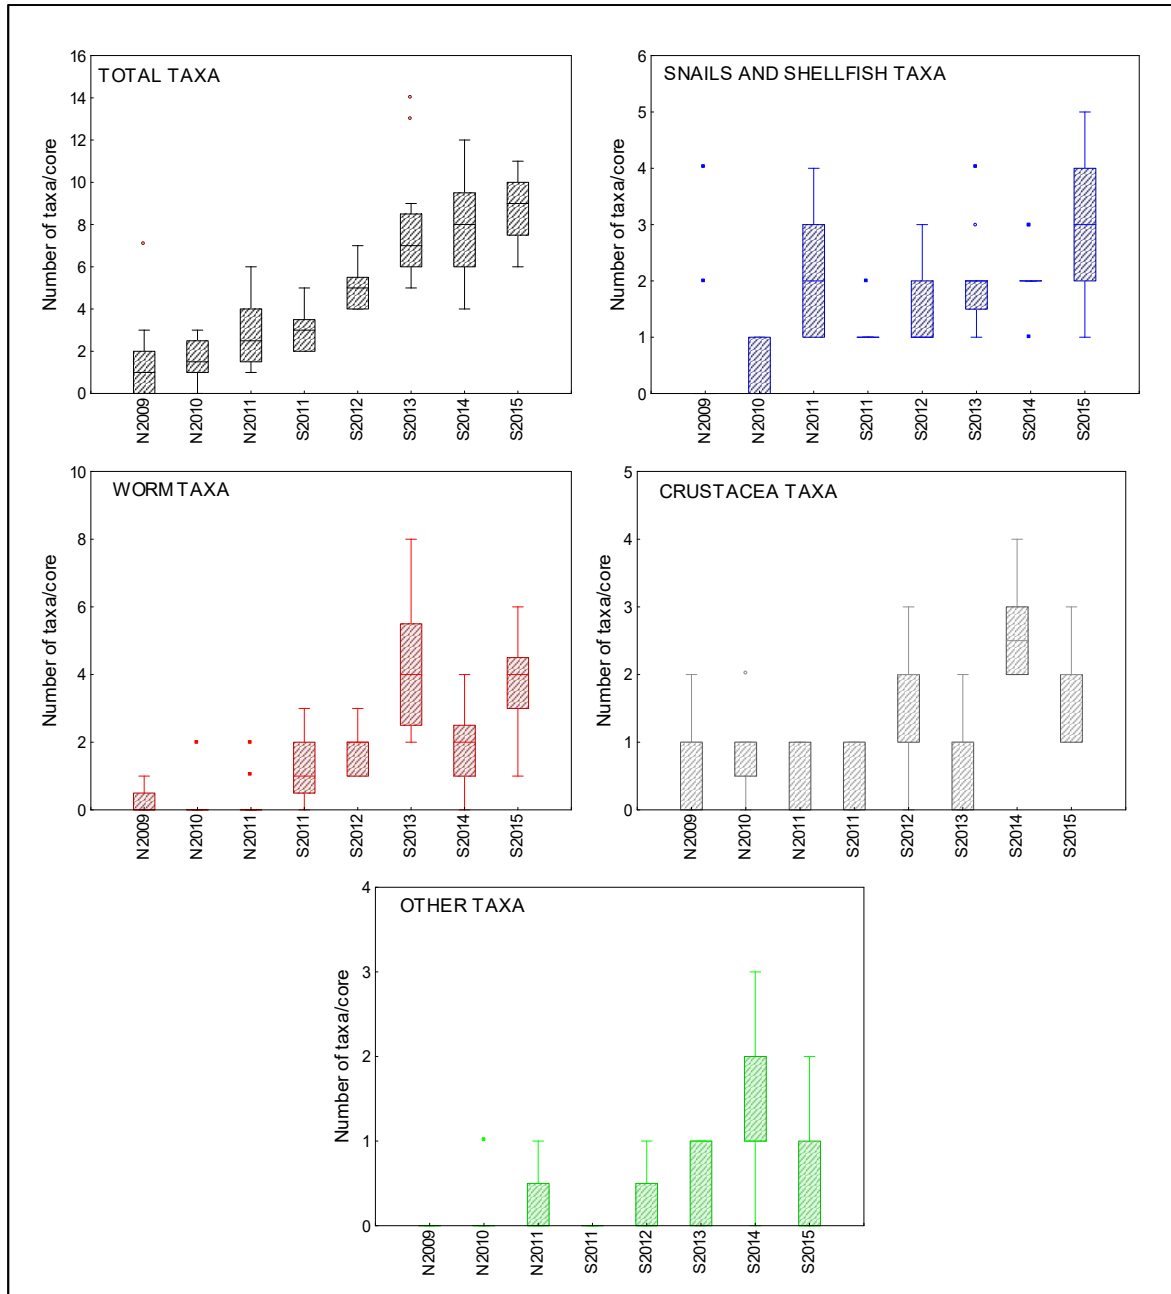 TOTAL TAXA
Number of taxa/core
16
14
12
10
8
6
4
2
0
N2009
N2010
N2011
S2011
S2012
S2013
S2014
S2015
SNAILS AND SHELLFISH TAXA
Number of taxa/core
6
5
4
3
2
1
0
N2009
N2010
N2011
S2011
S2012
S2013
S2014
S2015
WORM TAXA
Number of taxa/core
10
8
6
4
2
0
N2009
N2010
N2011
S2011
S2012
S2013
S2014
S2015
CRUSTACEA TAXA
Number of taxa/core
5
4
3
2
1
0
N2009
N2010
N2011
S2011
S2012
S2013
S2014
S2015
OTHER TAXA
Number of taxa/core
4
3
2
1
0
N2009
N2010
N2011
S2011
S2012
S2013
S2014
S2015